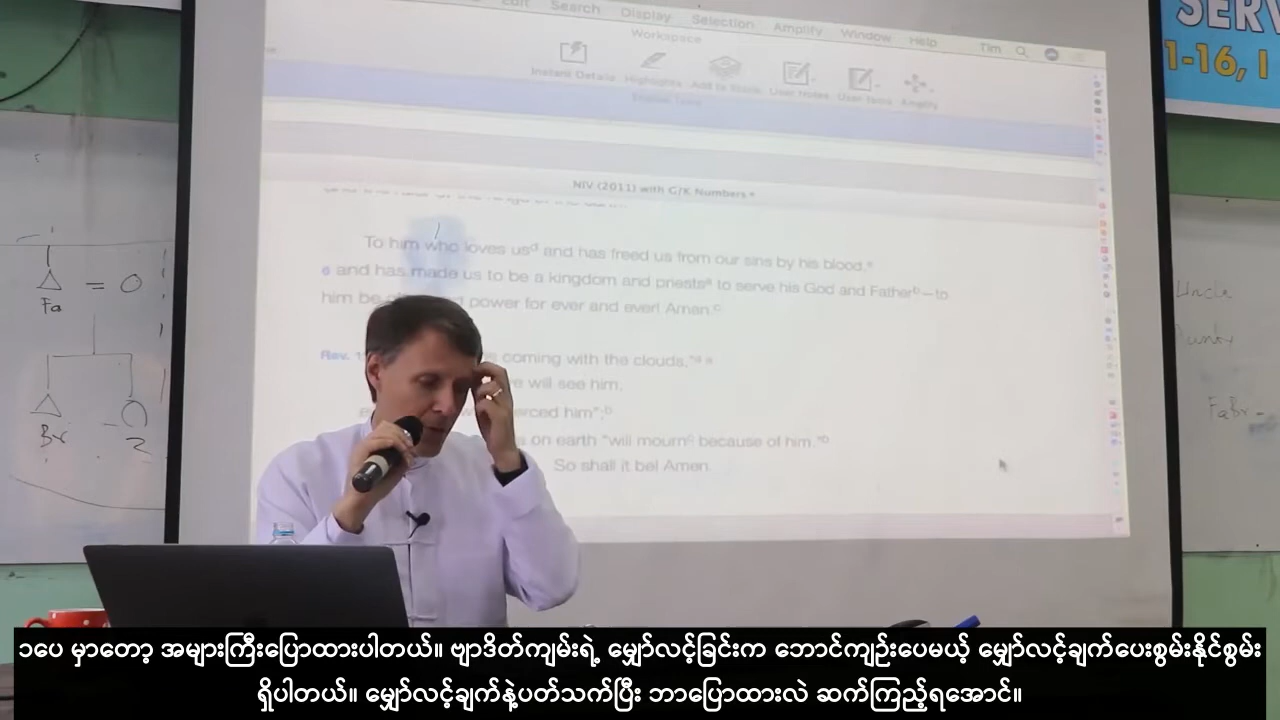 Edit Search Display Selection Amplify Window Help Tim
SERV
1-16, I
Workspace
Instant Details Highlights Add to Stack User Notes User Tools Amplify
NIV (2011) with G/K Numbers
To him who loves us and has freed us from our sins by his blood,
6 and has made us to be a kingdom and priests to serve his God and Father—to
him be power for ever and ever! Amen.
Rev. coming with the clouds,"
will see him,
him";
on earth "will mourn because of him."
So shall it be! Amen.
Fa = O
Br 2
Uncle
Aunty
FaBr
၁ပေ မှာတော့ အများကြီးပြောထားပါတယ်။ ဗျာဒိတ်ကျမ်းရဲ့ မျှော်လင့်ခြင်းက ဘောင်ကျဉ်းပေမယ့် မျှော်လင့်ချက်ပေးစွမ်းနိုင်စွမ်း
ရှိပါတယ်။ မျှော်လင့်ချက်နဲ့ပတ်သက်ပြီး ဘာပြောထားလဲ ဆက်ကြည့်ရအောင်။